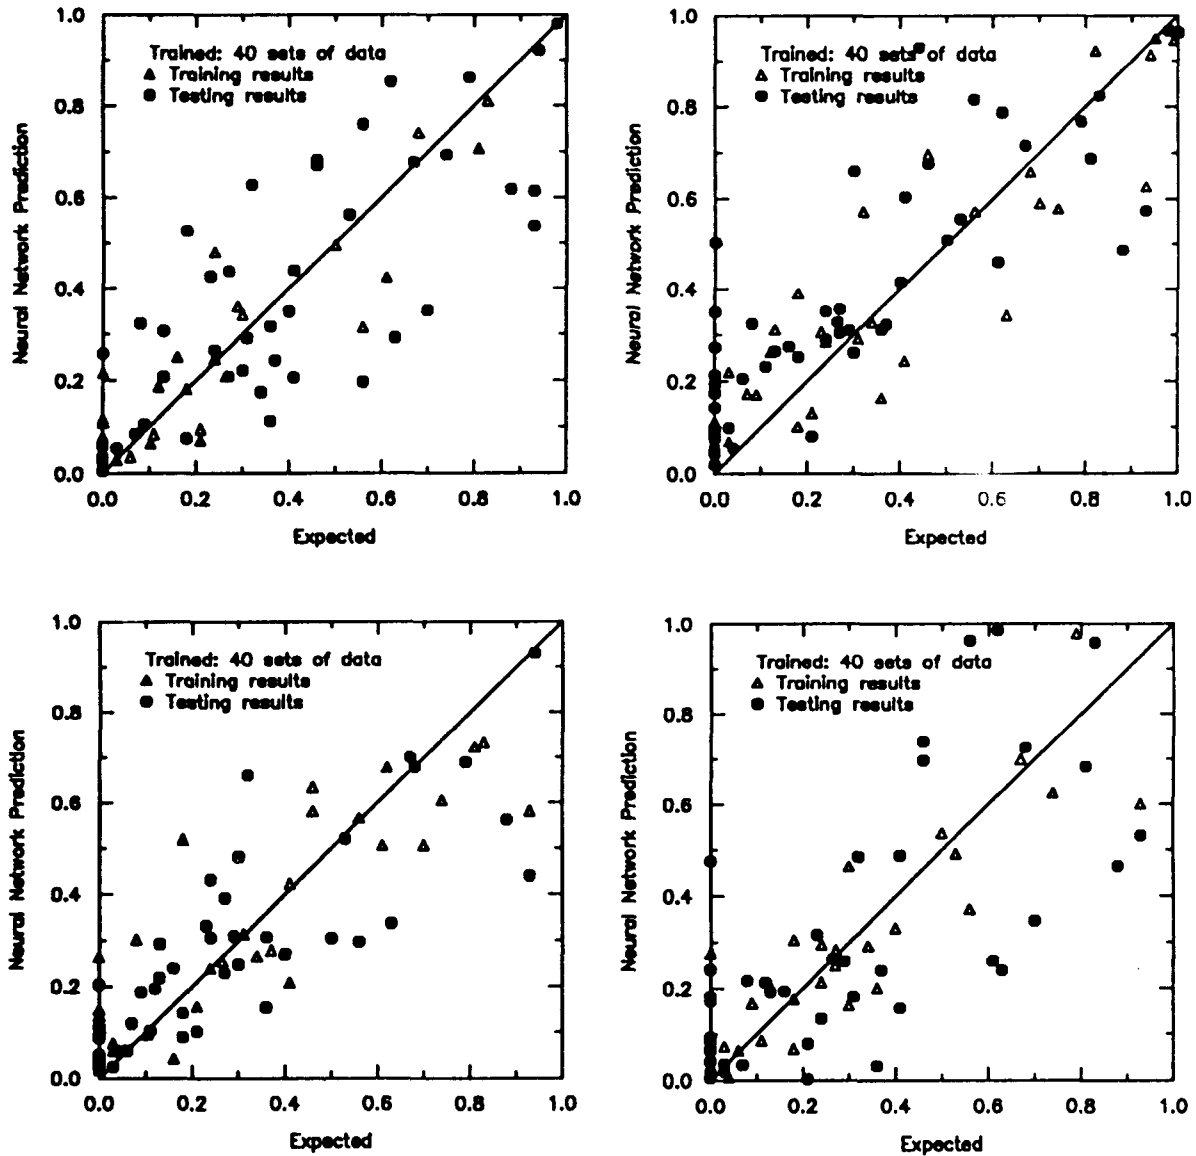 1.0
0.8
0.6
0.4
0.2
0.0
Neural Network Prediction
Trained: 40 sets of data
Training results
Testing results
0.0 0.2 0.4 0.6 0.8 1.0
Expected
1.0
0.8
0.6
0.4
0.2
0.0
Neural Network Prediction
Trained: 40 sets of data
Training results
Testing results
0.0 0.2 0.4 0.6 0.8 1.0
Expected
1.0
0.8
0.6
0.4
0.2
0.0
Neural Network Prediction
Trained: 40 sets of data
Training results
Testing results
0.0 0.2 0.4 0.6 0.8 1.0
Expected
1.0
0.8
0.6
0.4
0.2
0.0
Neural Network Prediction
Trained: 40 sets of data
Training results
Testing results
0.0 0.2 0.4 0.6 0.8 1.0
Expected